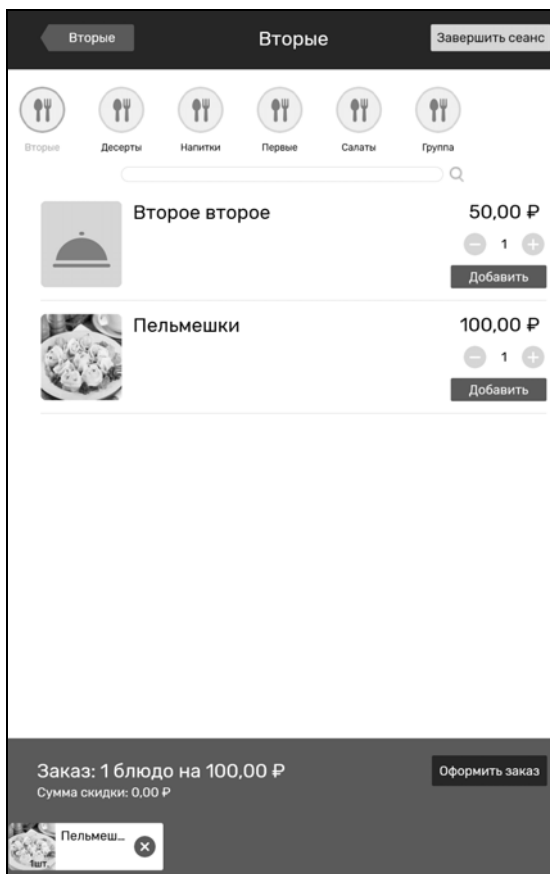 Вторые
Вторые
Завершить сеанс
Вторые Десерты Напитки Первые Салаты Группа
Второе второе 50,00 ₽
1
Добавить
Пельмешки 100,00 ₽
1
Добавить
Заказ: 1 блюдо на 100,00 ₽
Оформить заказ
Сумма скидки: 0,00 ₽
Пельмеш...
1шт.